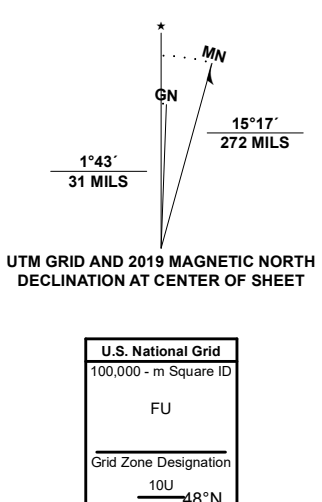 ★
MN
GN
15°17´
272 MILS
1°43´
31 MILS
UTM GRID AND 2019 MAGNETIC NORTH
DECLINATION AT CENTER OF SHEET
U.S. National Grid
100,000 - m Square ID
FU
Grid Zone Designation
10U
48°N